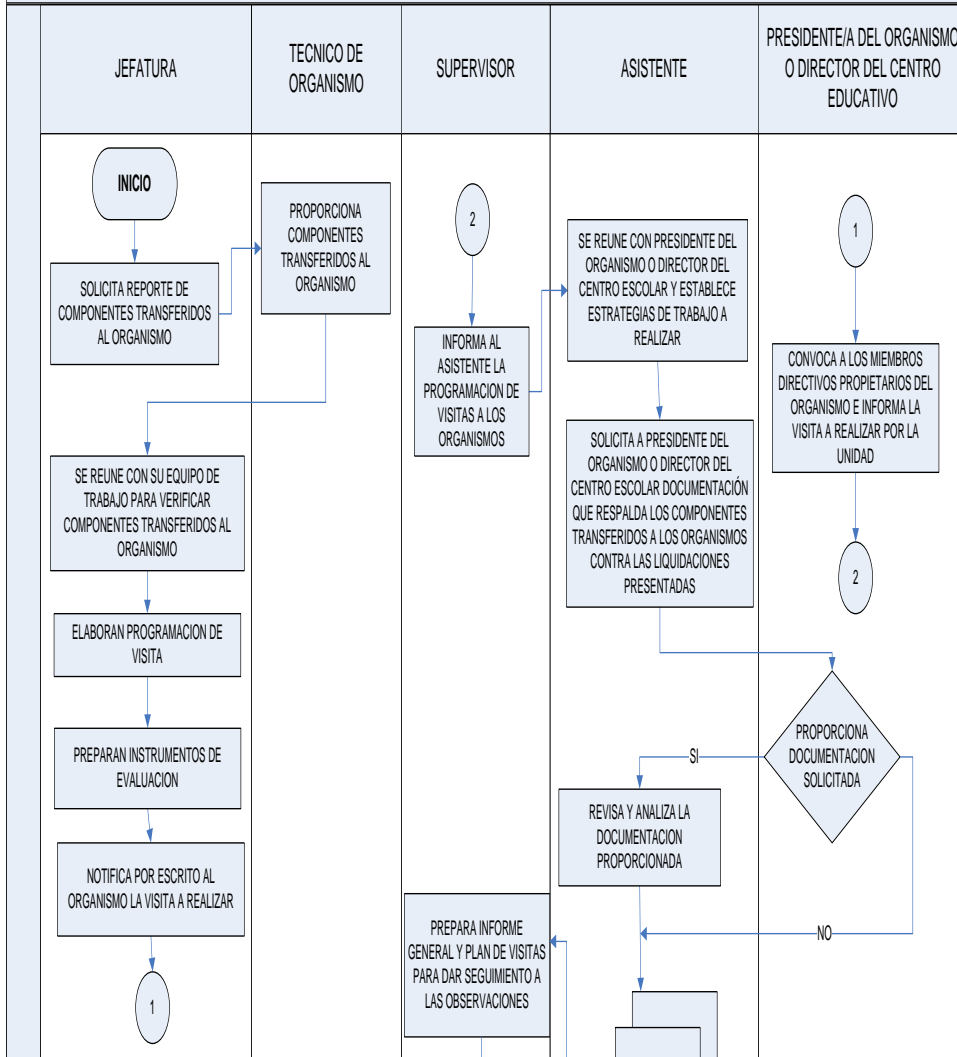 JEFATURA
TECNICO DE
ORGANISMO
SUPERVISOR
ASISTENTE
PRESIDENTE/A DEL ORGANISMO
O DIRECTOR DEL CENTRO
EDUCATIVO
INICIO
SOLICITA REPORTE DE
COMPONENTES TRANSFERIDOS
AL ORGANISMO
SE REUNE CON SU EQUIPO DE
TRABAJO PARA VERIFICAR
COMPONENTES TRANSFERIDOS AL
ORGANISMO
ELABORAN PROGRAMACION DE
VISITA
PREPARAN INSTRUMENTOS DE
EVALUACION
NOTIFICA POR ESCRITO AL
ORGANISMO LA VISITA A REALIZAR
1
PROPORCIONA
COMPONENTES
TRANSFERIDOS AL
ORGANISMO
2
INFORMA AL
ASISTENTE LA
PROGRAMACION DE
VISITAS A LOS
ORGANISMOS
PREPARA INFORME
GENERAL Y PLAN DE VISITAS
PARA DAR SEGUIMIENTO A
LAS OBSERVACIONES
SE REUNE CON PRESIDENTE DEL
ORGANISMO O DIRECTOR DEL
CENTRO ESCOLAR Y ESTABLECE
ESTRATEGIAS DE TRABAJO A
REALIZAR
SOLICITA A PRESIDENTE DEL
ORGANISMO O DIRECTOR DEL
CENTRO ESCOLAR DOCUMENTACIÓN
QUE RESPALDA LOS COMPONENTES
TRANSFERIDOS A LOS ORGANISMOS
CONTRA LAS LIQUIDACIONES
PRESENTADAS
SI
REVISA Y ANALIZA LA
DOCUMENTACION
PROPORCIONADA
1
CONVOCA A LOS MIEMBROS
DIRECTIVOS PROPIETARIOS DEL
ORGANISMO E INFORMA LA
VISITA A REALIZAR POR LA
UNIDAD
2
PROPORCIONA
DOCUMENTACION
SOLICITADA
NO